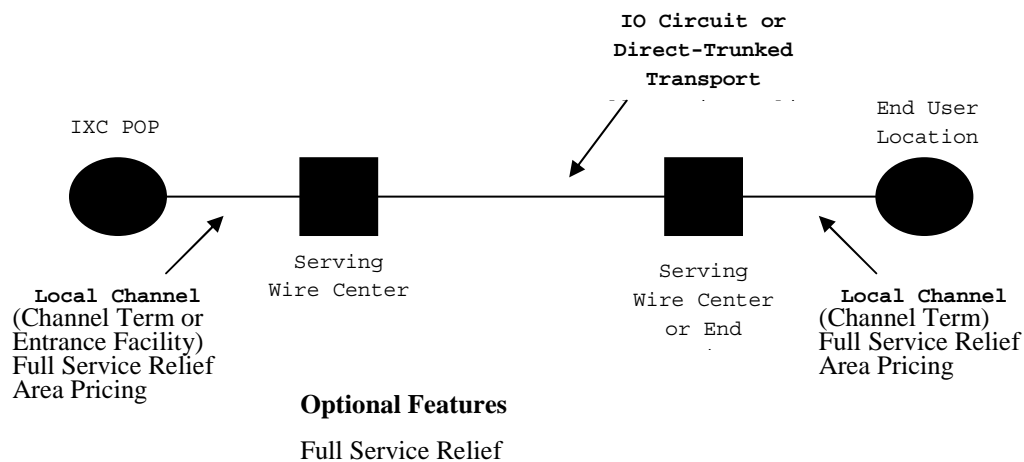 IO Circuit or
Direct-Trunked
Transport
IXC POP
End User
Location
Serving
Wire Center
Serving
Wire Center
or End
Local Channel
(Channel Term or
Entrance Facility)
Full Service Relief
Area Pricing
Local Channel
(Channel Term)
Full Service Relief
Area Pricing
Optional Features
Full Service Relief